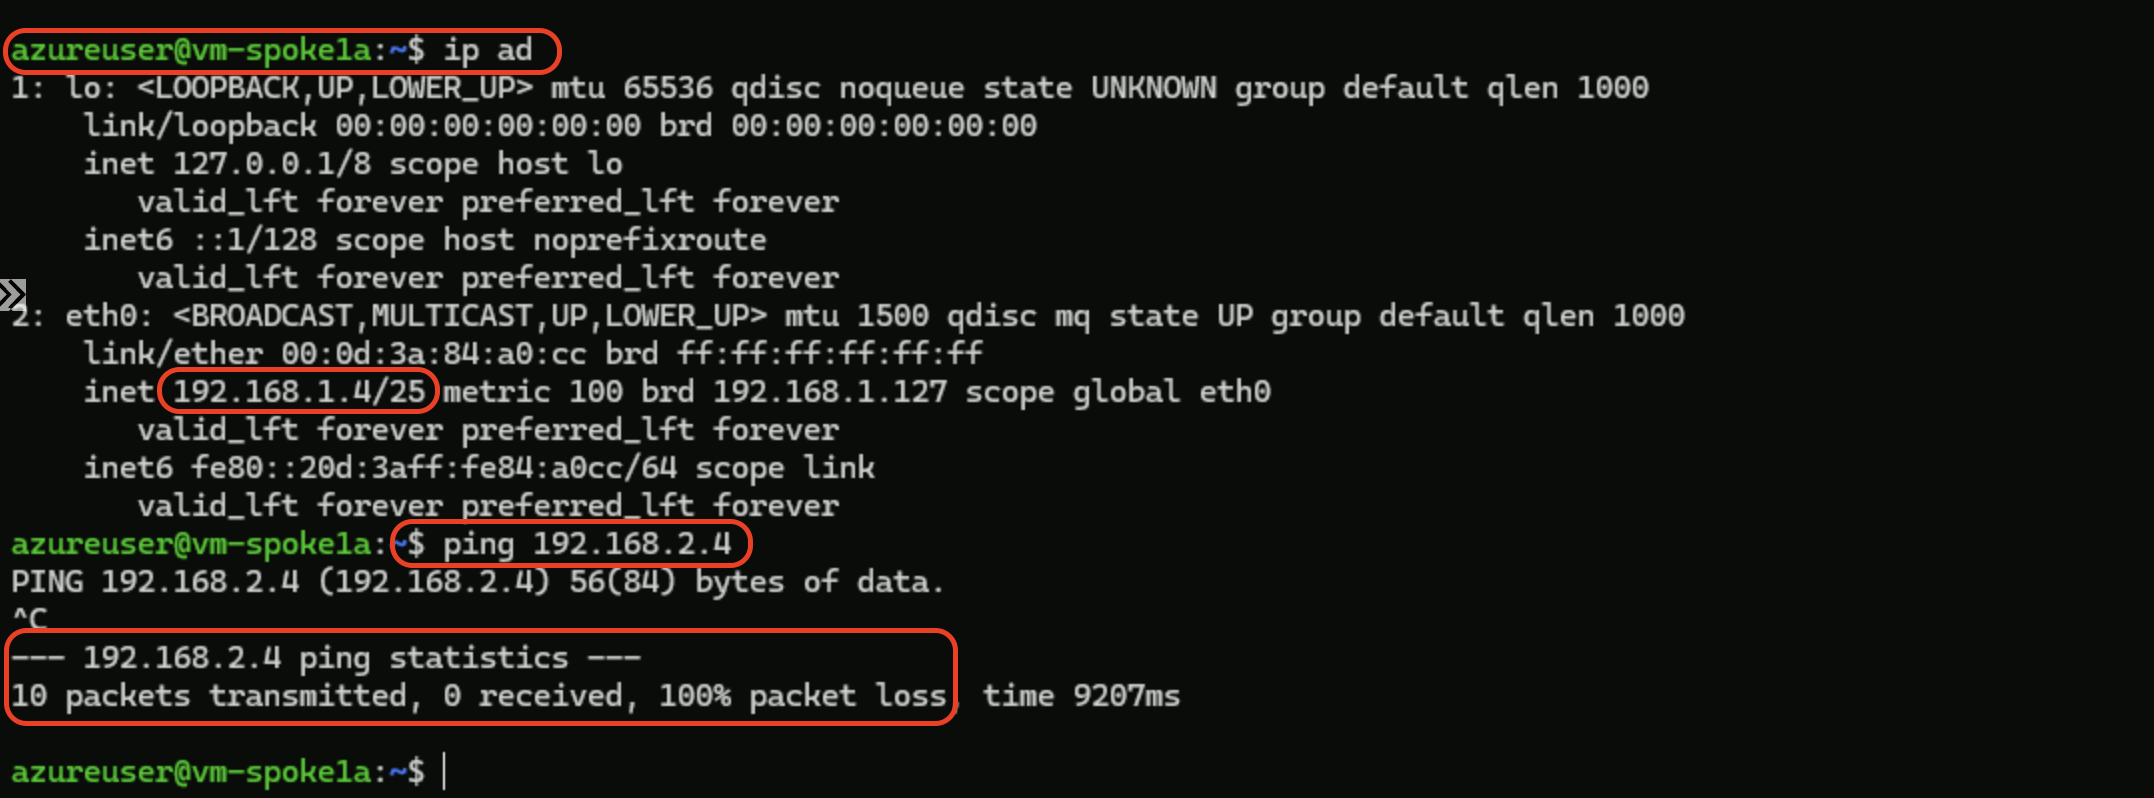 azureuser@vm-spoke1a:~$ ip ad
1: lo: <LOOPBACK,UP,LOWER_UP> mtu 65536 qdisc noqueue state UNKNOWN group default qlen 1000
    link/loopback 00:00:00:00:00:00 brd 00:00:00:00:00:00
    inet 127.0.0.1/8 scope host lo
       valid_lft forever preferred_lft forever
    inet6 ::1/128 scope host noprefixroute
       valid_lft forever preferred_lft forever
2: eth0: <BROADCAST,MULTICAST,UP,LOWER_UP> mtu 1500 qdisc mq state UP group default qlen 1000
    link/ether 00:0d:3a:84:a0:cc brd ff:ff:ff:ff:ff:ff
    inet 192.168.1.4/25 metric 100 brd 192.168.1.127 scope global eth0
       valid_lft forever preferred_lft forever
    inet6 fe80::20d:3aff:fe84:a0cc/64 scope link
       valid_lft forever preferred_lft forever
azureuser@vm-spoke1a:~$ ping 192.168.2.4
PING 192.168.2.4 (192.168.2.4) 56(84) bytes of data.
^C
--- 192.168.2.4 ping statistics ---
10 packets transmitted, 0 received, 100% packet loss, time 9207ms
azureuser@vm-spoke1a:~$